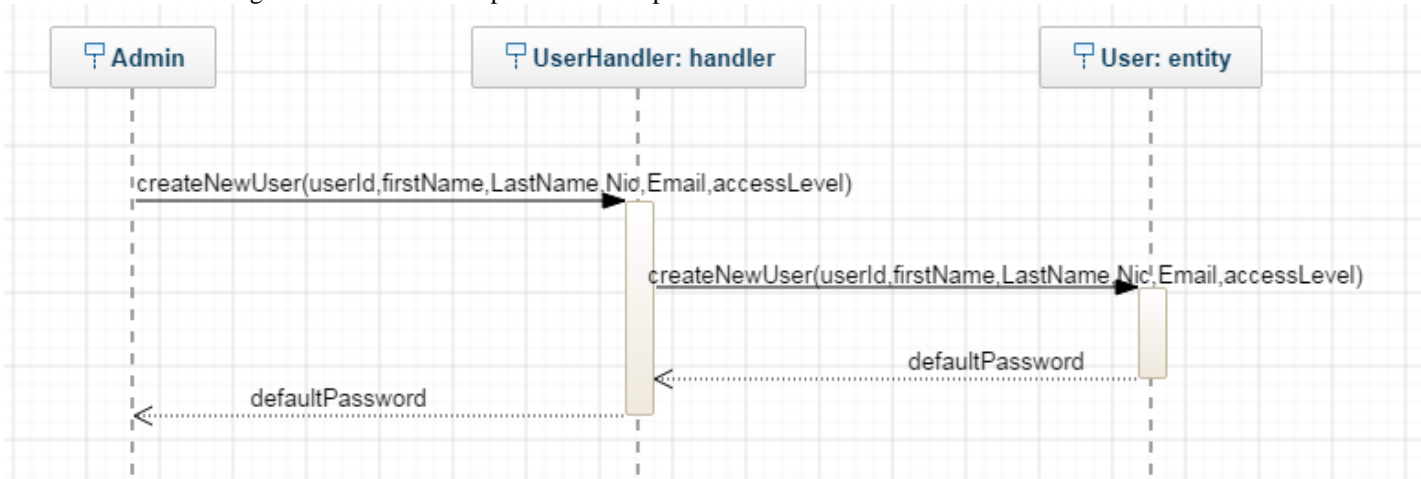 Admin
UserHandler: handler
User: entity
createNewUser(userId,firstName,LastName,Nic,Email,accessLevel)
createNewUser(userId,firstName,LastName,Nic,Email,accessLevel)
defaultPassword
defaultPassword